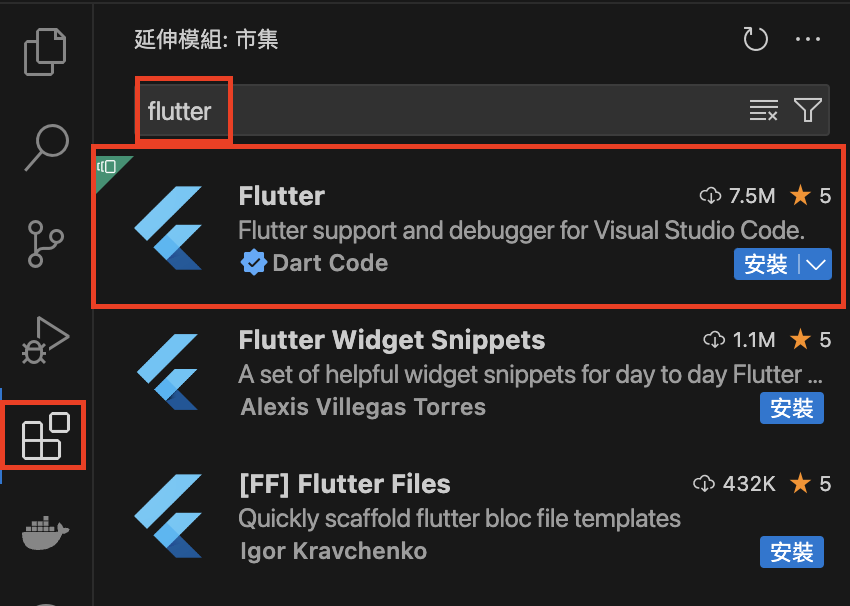 延伸模組: 市集
flutter
Flutter 7.5M 5
Flutter support and debugger for Visual Studio Code.
Dart Code 安裝
Flutter Widget Snippets 1.1M 5
A set of helpful widget snippets for day to day Flutter ...
Alexis Villegas Torres 安裝
[FF] Flutter Files 432K 5
Quickly scaffold flutter bloc file templates
Igor Kravchenko 安裝